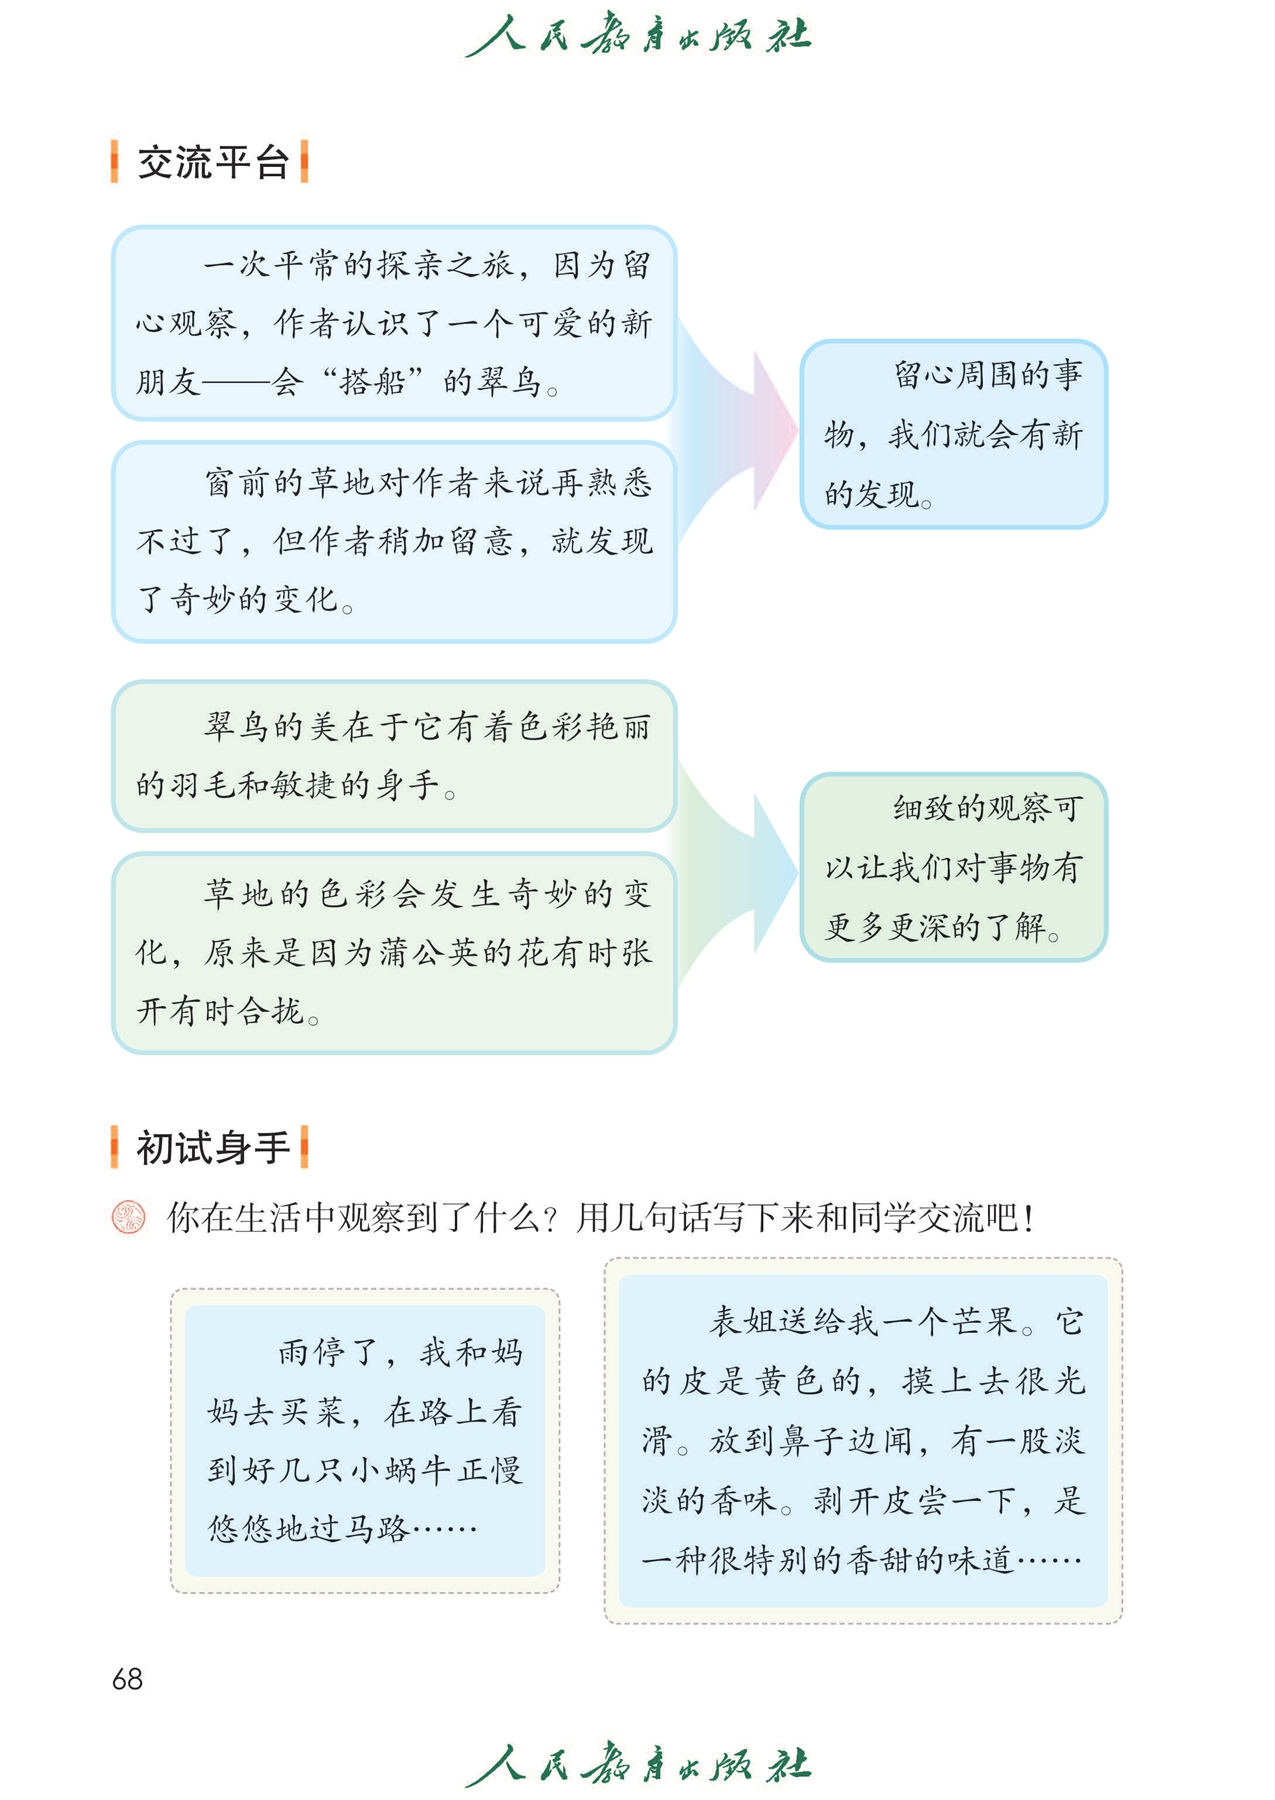 人民教育出版社
交流平台
一次平常的探亲之旅，因为留
心观察，作者认识了一个可爱的新
朋友——会“搭船”的翠鸟。
窗前的草地对作者来说再熟悉
不过了，但作者稍加留意，就发现
了奇妙的变化。
留心周围的事
物，我们就会有新
的发现。
翠鸟的美在于它有着色彩艳丽
的羽毛和敏捷的身手。
草地的色彩会发生奇妙的变
化，原来是因为蒲公英的花有时张
开有时合拢。
细致的观察可
以让我们对事物有
更多更深的了解。
初试身手
你在生活中观察到了什么？用几句话写下来和同学交流吧！
雨停了，我和妈
妈去买菜，在路上看
到好几只小蜗牛正慢
悠悠地过马路……
表姐送给我一个芒果。它
的皮是黄色的，摸上去很光
滑。放到鼻子边闻，有一股淡
淡的香味。剥开皮尝一下，是
一种很特别的香甜的味道……
68
人民教育出版社